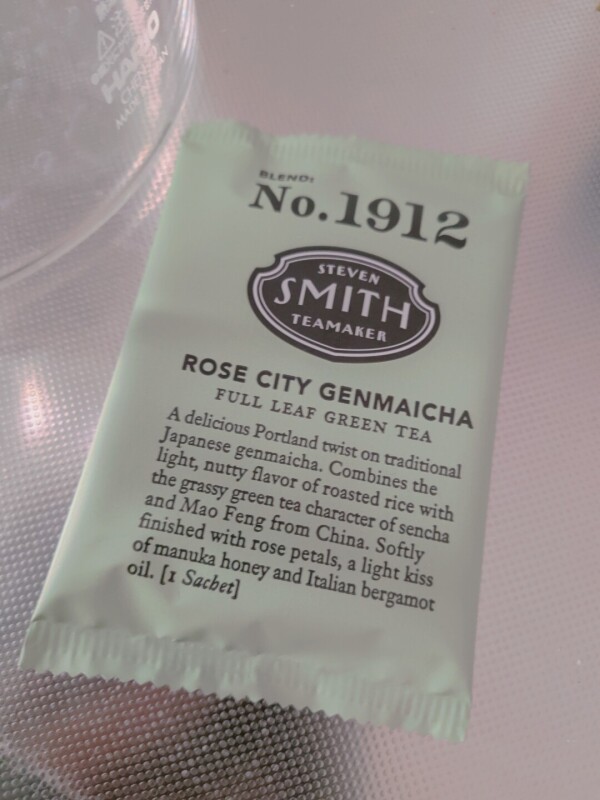 HARIO
BLEND:
No. 1912
STEVEN
SMITH
TEAMAKER
ROSE CITY GENMAICHA
FULL LEAF GREEN TEA
A delicious Portland twist on traditional
Japanese genmaicha. Combines the
light, nutty flavor of roasted rice with
the grassy green tea character of sencha
and Mao Feng from China. Softly
finished with rose petals, a light kiss
of manuka honey and Italian bergamot
oil. [1 Sachet]